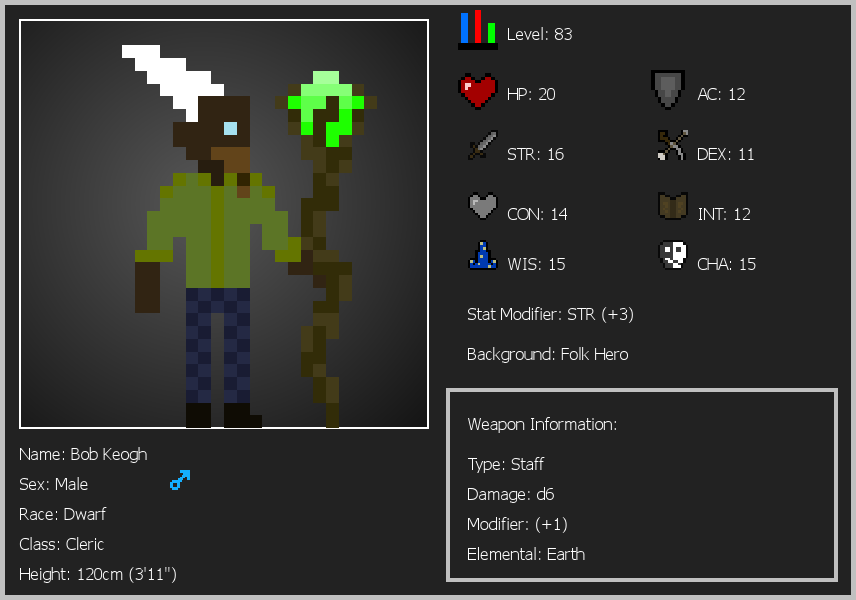 Level: 83
HP: 20
AC: 12
STR: 16
DEX: 11
CON: 14
INT: 12
WIS: 15
CHA: 15
Stat Modifier: STR (+3)
Background: Folk Hero
Weapon Information:
Type: Staff
Damage: d6
Modifier: (+1)
Elemental: Earth
Name: Bob Keogh
Sex: Male
Race: Dwarf
Class: Cleric
Height: 120cm (3'11")